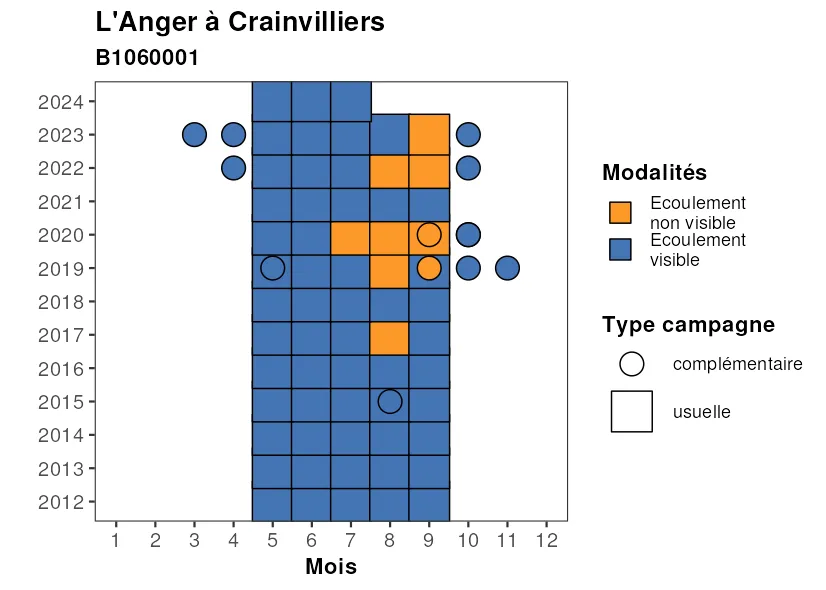 L'Anger à Crainvilliers
B1060001
2024
2023
2022
2021
2020
2019
2018
2017
2016
2015
2014
2013
2012
1 2 3 4 5 6 7 8 9 10 11 12
Mois
Modalités
Ecoulement
non visible
Ecoulement
visible
Type campagne
complémentaire
usuelle